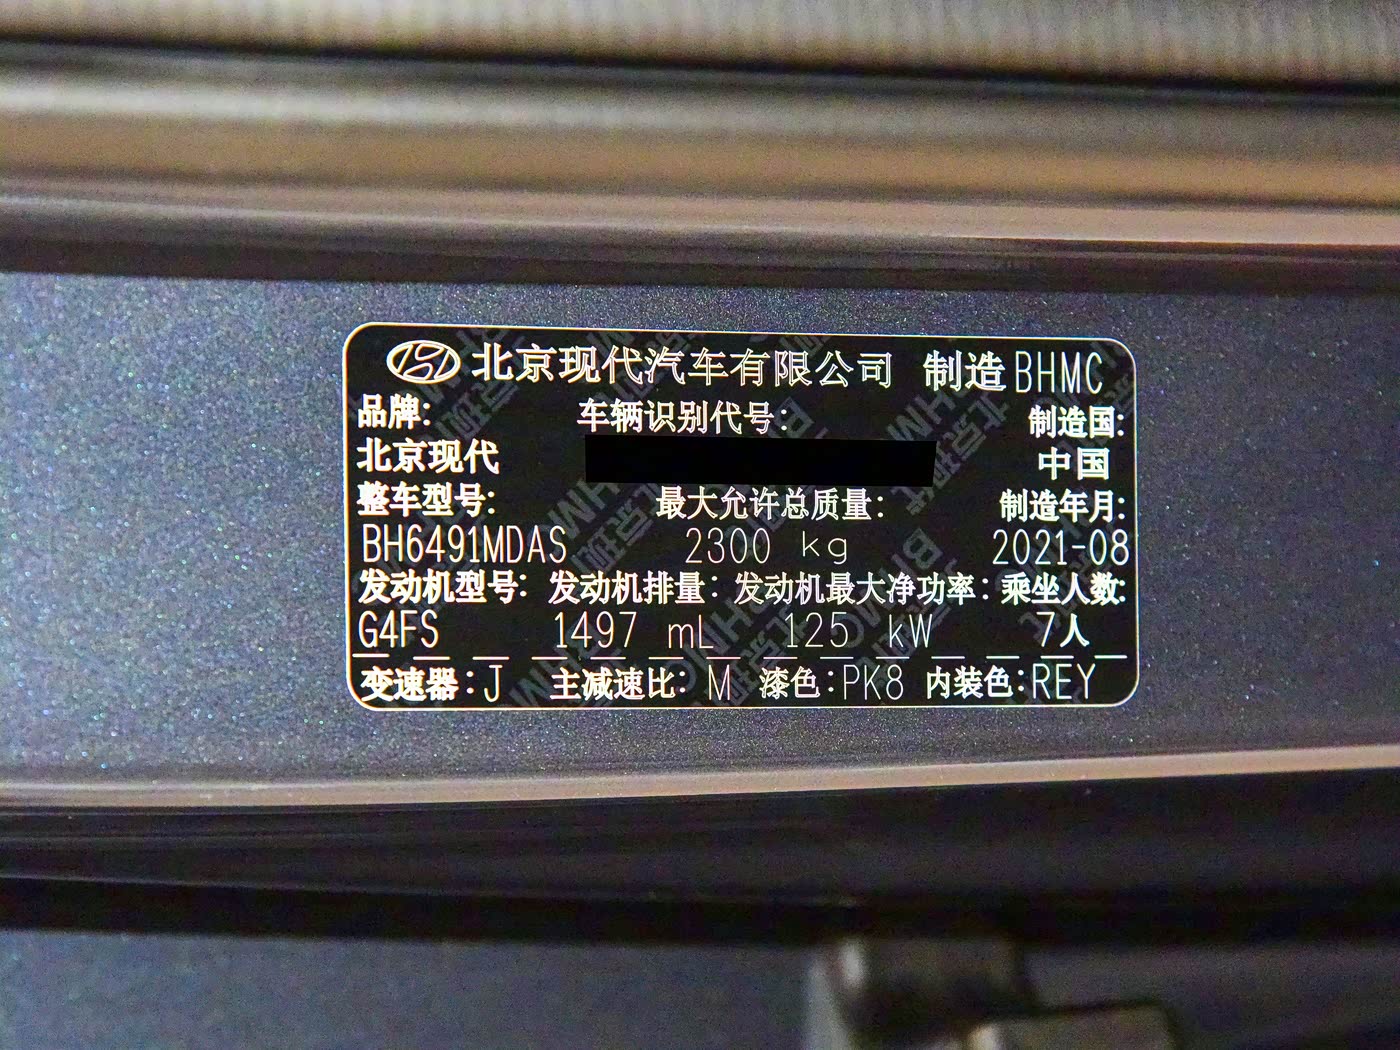 北京现代汽车有限公司 制造 BHMC
品牌: 车辆识别代号: 制造国:
北京现代 中国
整车型号: 最大允许总质量: 制造年月:
BH6491MDAS 2300 kg 2021-08
发动机型号: 发动机排量: 发动机最大净功率: 乘坐人数:
G4FS 1497 mL 125 kW 7人
变速器:J 主减速比: M 漆色:PK8 内装色:REY